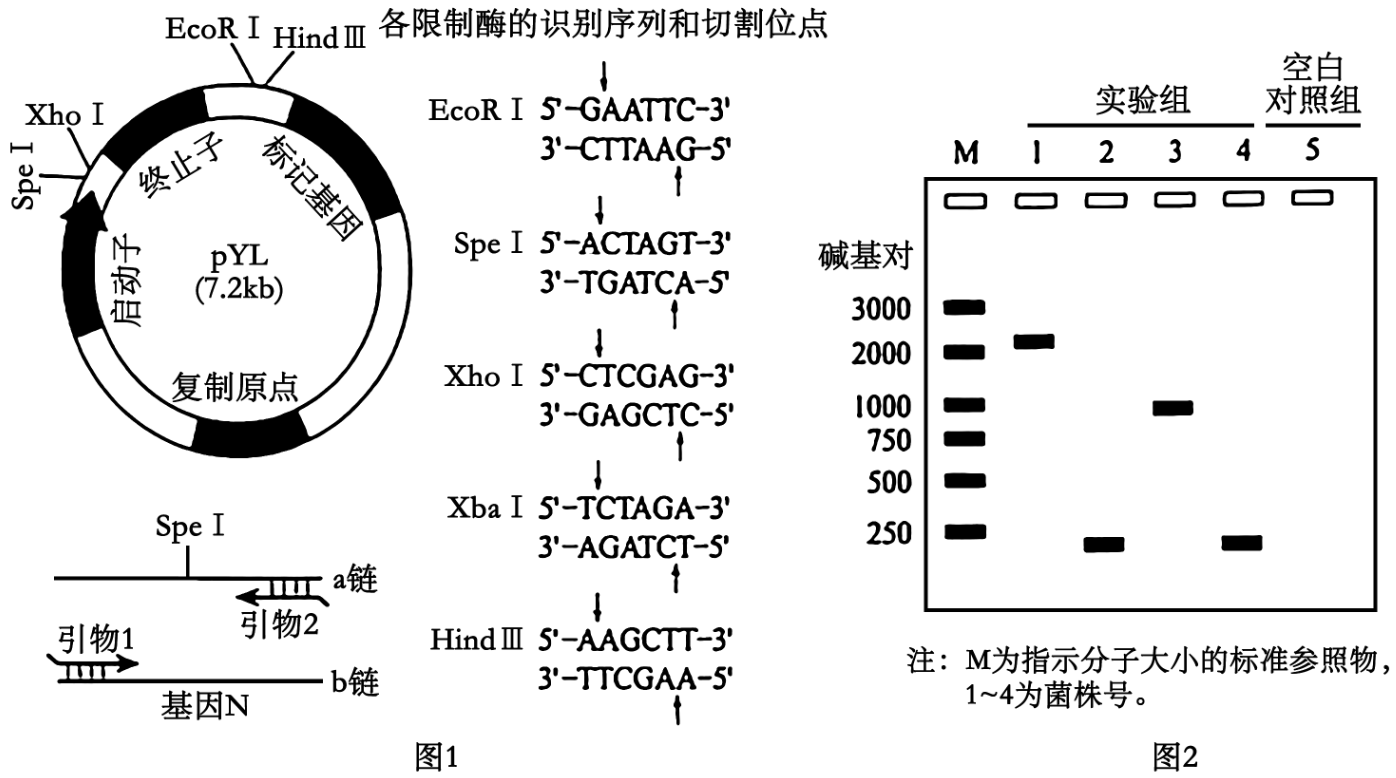 EcoR Ⅰ
Hind Ⅲ
Xho Ⅰ
Spe Ⅰ
终止子
标记基因
启动子
pYL
(7.2kb)
复制原点
Spe Ⅰ
a链
引物2
引物1
b链
基因N
各限制酶的识别序列和切割位点
EcoR Ⅰ 5'-GAATTC-3'
3'-CTTAAG-5'
Spe Ⅰ 5'-ACTAGT-3'
3'-TGATCA-5'
Xho Ⅰ 5'-CTCGAG-3'
3'-GAGCTC-5'
Xba Ⅰ 5'-TCTAGA-3'
3'-AGATCT-5'
Hind Ⅲ 5'-AAGCTT-3'
3'-TTCGAA-5'
图1
实验组
空白
对照组
M 1 2 3 4 5
碱基对
3000
2000
1000
750
500
250
注：M为指示分子大小的标准参照物，
1~4为菌株号。
图2